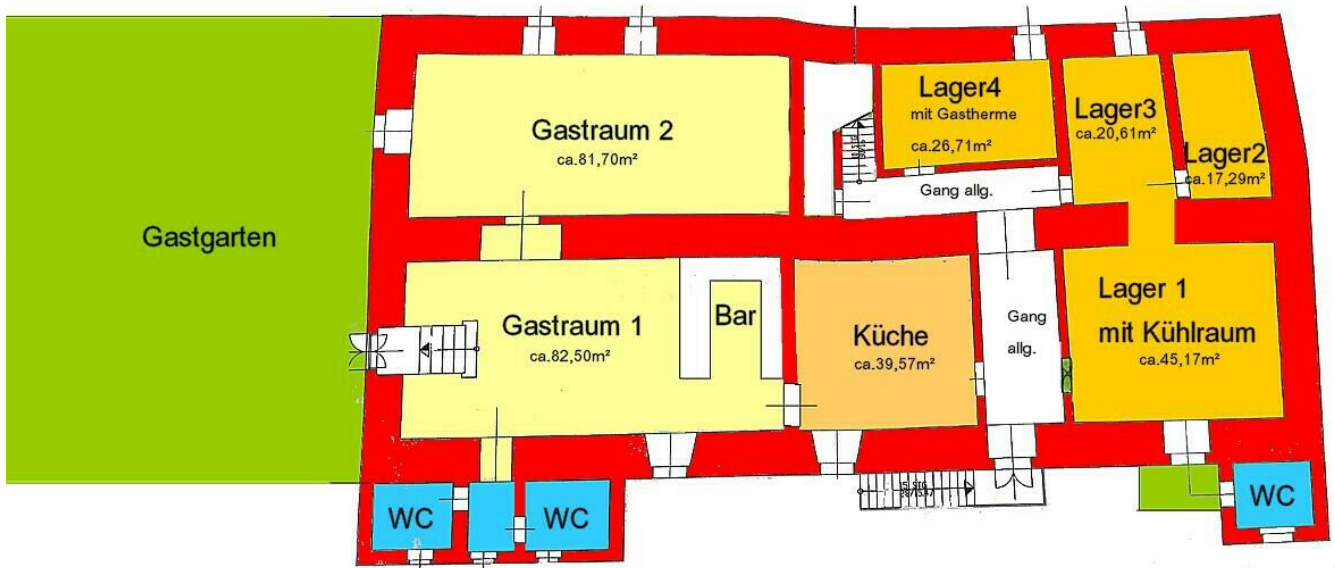 Gastgarten
Gastraum 2
ca.81,70m²
Lager4
mit Gastherme
ca.26,71m²
Lager3
ca.20,61m²
Lager2
ca.17,29m²
Gang allg.
Gastraum 1
ca.82,50m²
Bar
Küche
ca.39,57m²
Gang
allg.
Lager 1
mit Kühlraum
ca.45,17m²
WC
WC
WC